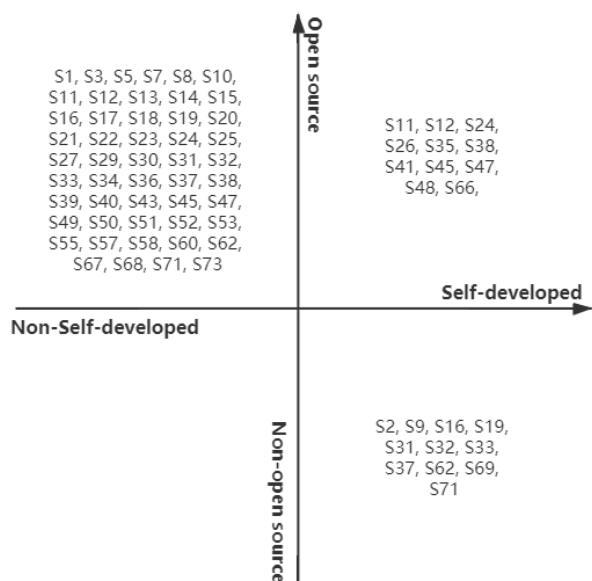 Open source
S1, S3, S5, S7, S8, S10,
S11, S12, S13, S14, S15,
S16, S17, S18, S19, S20,
S21, S22, S23, S24, S25,
S27, S29, S30, S31, S32,
S33, S34, S36, S37, S38,
S39, S40, S43, S45, S47,
S49, S50, S51, S52, S53,
S55, S57, S58, S60, S62,
S67, S68, S71, S73
S11, S12, S24,
S26, S35, S38,
S41, S45, S47,
S48, S66,
Self-developed
Non-Self-developed
Non-open source
S2, S9, S16, S19,
S31, S32, S33,
S37, S62, S69,
S71